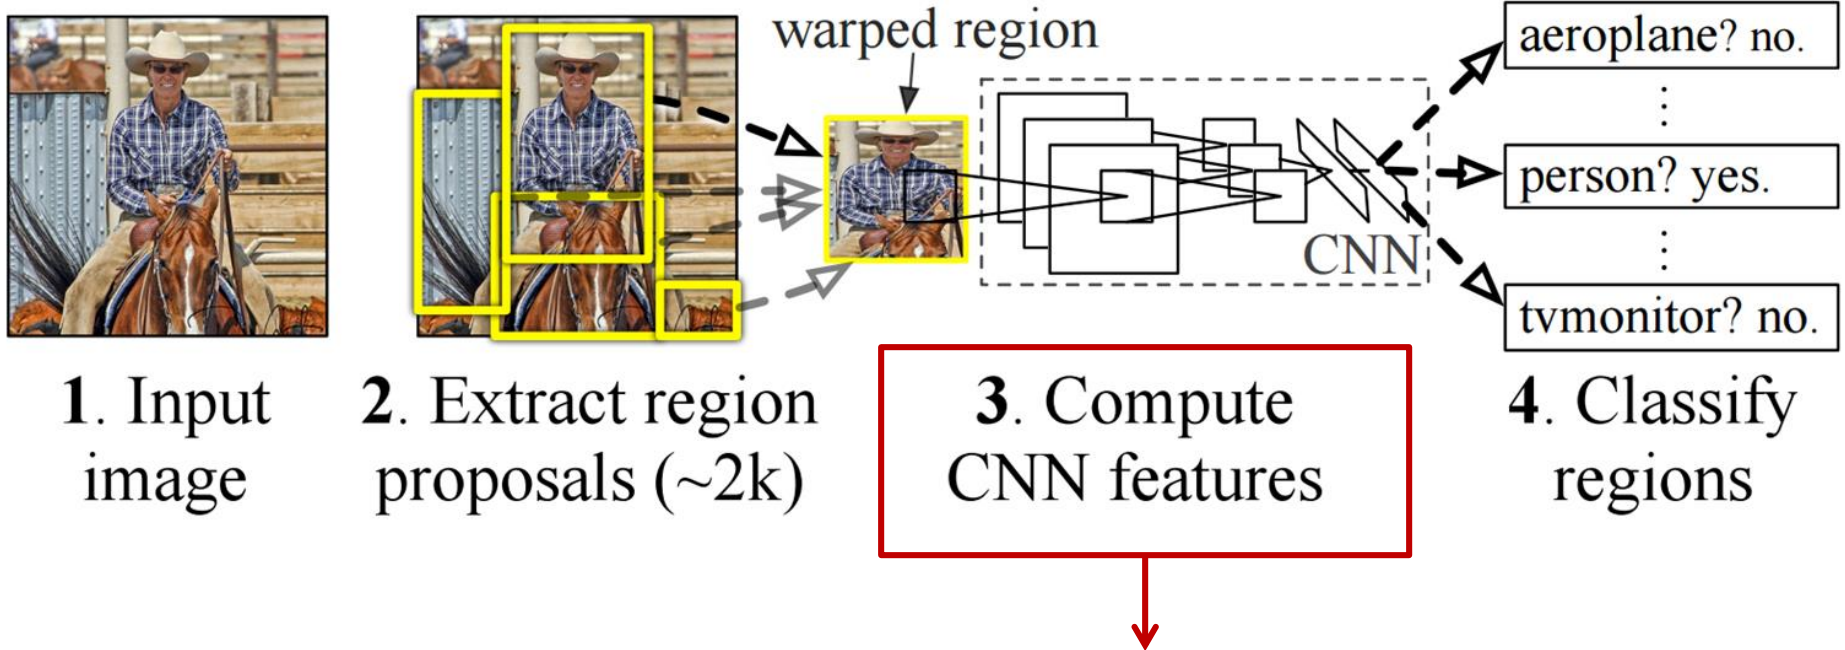 warped region
aeroplane? no.
person? yes.
CNN
tvmonitor? no.
1. Input
image
2. Extract region
proposals (~2k)
3. Compute
CNN features
4. Classify
regions